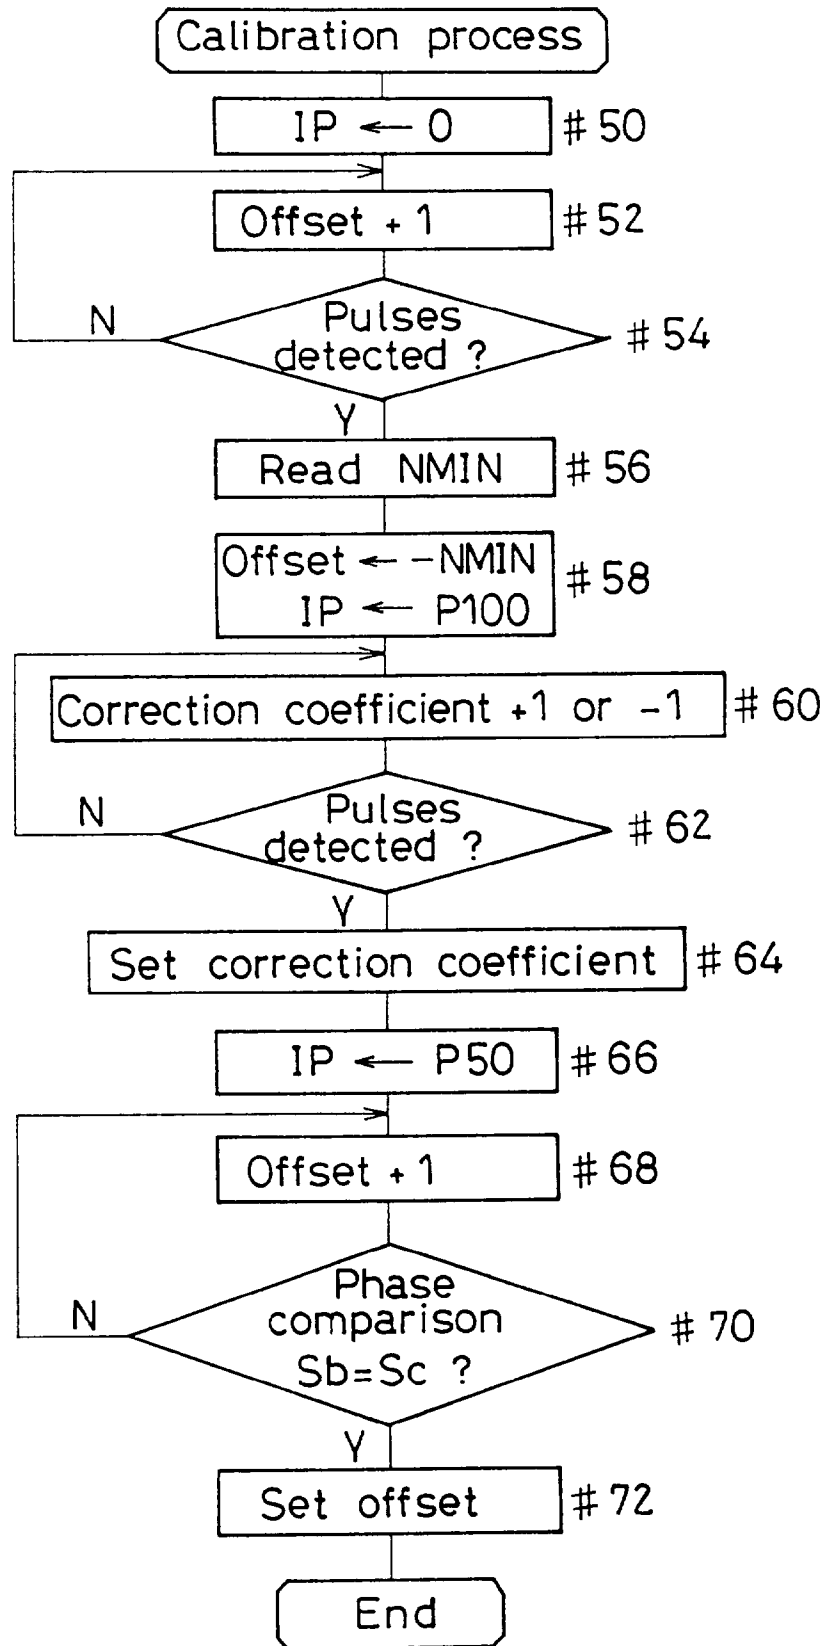 Calibration process
IP ← 0 #50
Offset + 1 #52
Pulses
detected ? #54
N
Y
Read NMIN #56
Offset ← -NMIN
IP ← P100 #58
Correction coefficient +1 or -1 #60
Pulses
detected ? #62
N
Y
Set correction coefficient #64
IP ← P50 #66
Offset + 1 #68
Phase
comparison
Sb=Sc ? #70
N
Y
Set offset #72
End